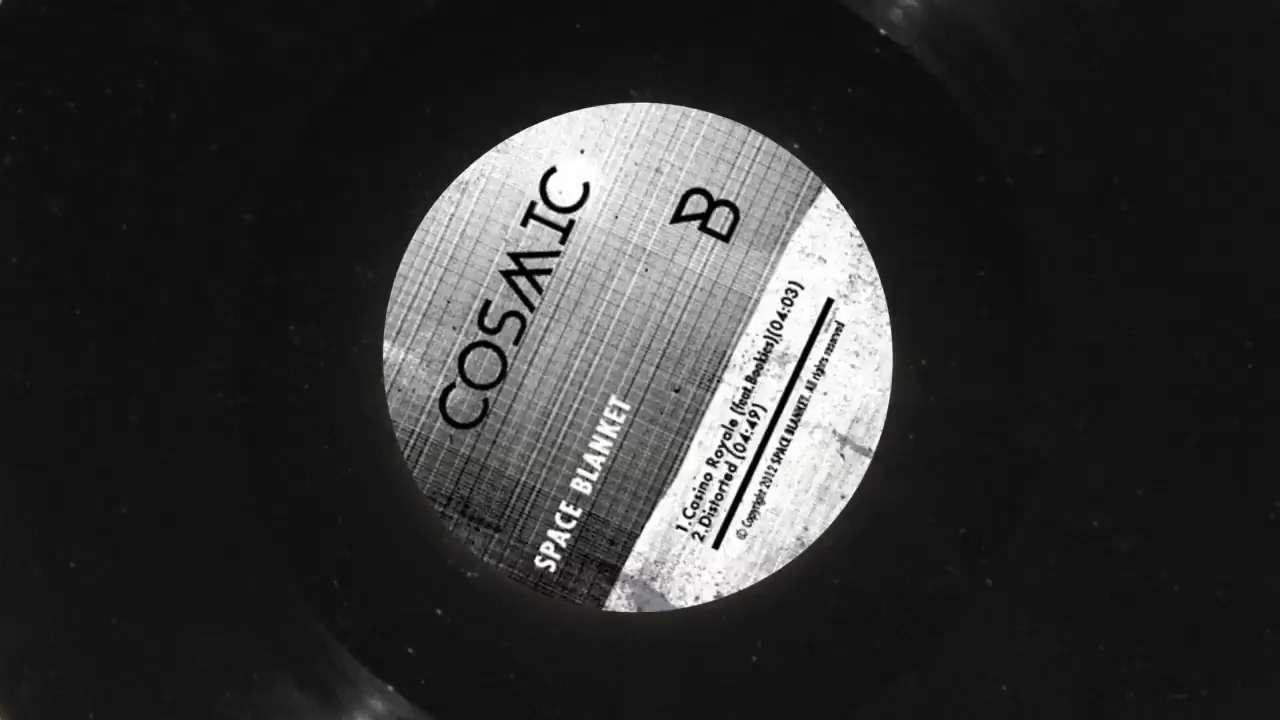 COSMIC
B
SPACE BLANKET
1.Casino Royale (feat.Bookies)(04:03)
2.Distorted (04:49)
© Copyright 2012 SPACE BLANKET. All rights reserved